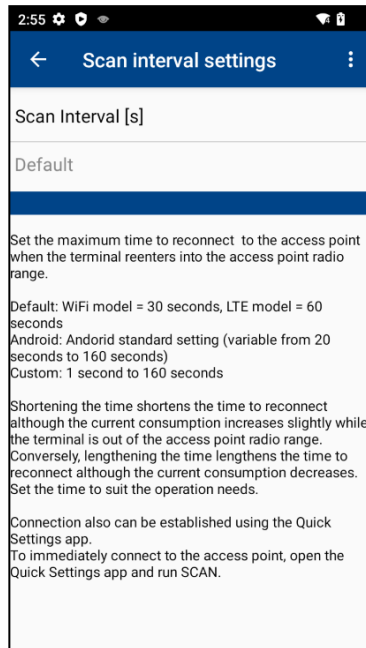 2:55
Scan interval settings
Scan Interval [s]
Default
Set the maximum time to reconnect  to the access point
when the terminal reenters into the access point radio
range.
Default: WiFi model = 30 seconds, LTE model = 60
seconds
Android: Andorid standard setting (variable from 20
seconds to 160 seconds)
Custom: 1 second to 160 seconds
Shortening the time shortens the time to reconnect
although the current consumption increases slightly while
the terminal is out of the access point radio range.
Conversely, lengthening the time lengthens the time to
reconnect although the current consumption decreases.
Set the time to suit the operation needs.
Connection also can be established using the Quick
Settings app.
To immediately connect to the access point, open the
Quick Settings app and run SCAN.